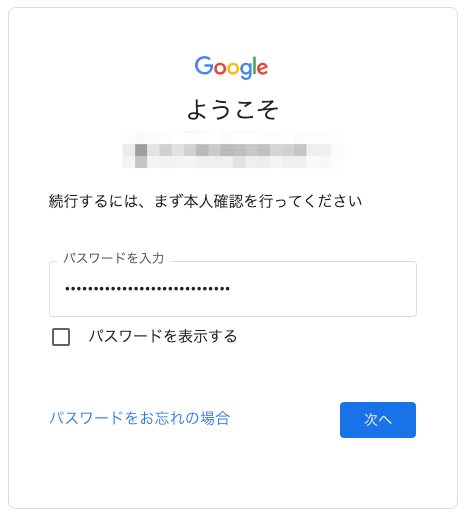 Google
ようこそ
続行するには、まず本人確認を行ってください
パスワードを入力
••••••••••••••••••••••••••••
パスワードを表示する
パスワードをお忘れの場合
次へ